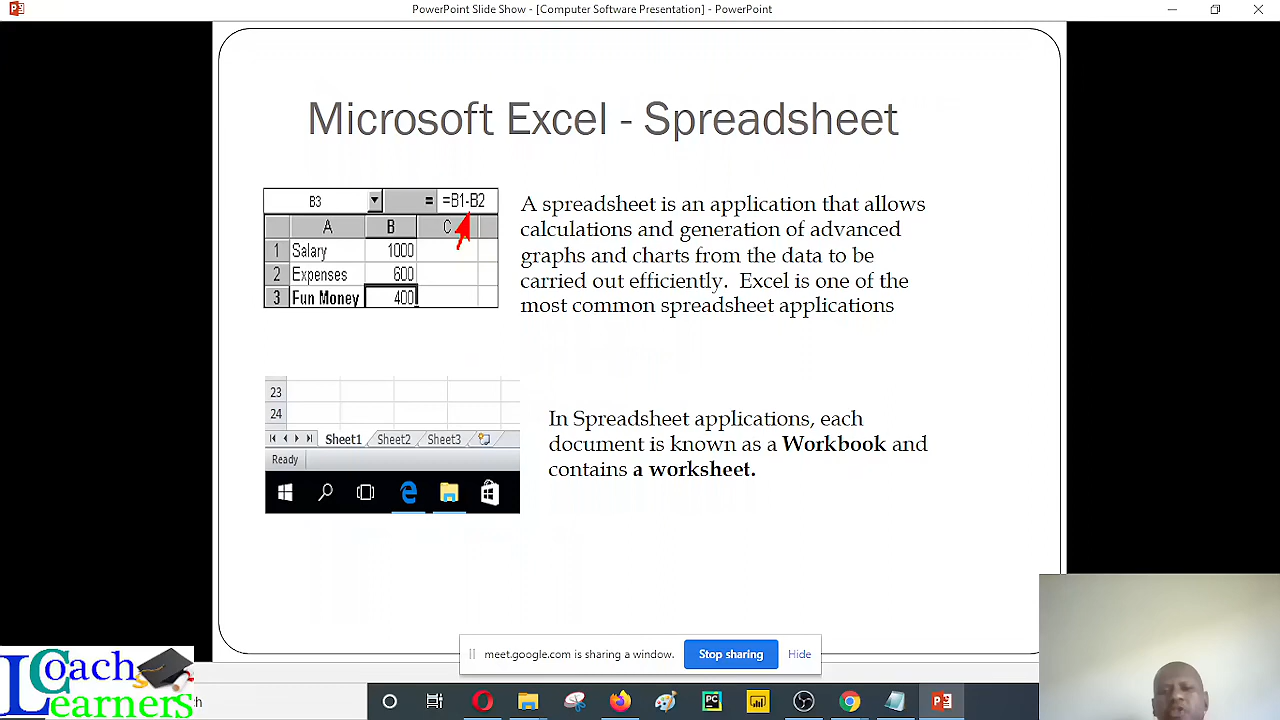 PowerPoint Slide Show - [Computer Software Presentation] - PowerPoint
Microsoft Excel - Spreadsheet
B3 = =B1-B2
A B C
1 Salary 1000
2 Expenses 600
3 Fun Money 400
A spreadsheet is an application that allows
calculations and generation of advanced
graphs and charts from the data to be
carried out efficiently. Excel is one of the
most common spreadsheet applications
23
24
Sheet1 Sheet2 Sheet3
Ready
In Spreadsheet applications, each
document is known as a Workbook and
contains a worksheet.
meet.google.com is sharing a window. Stop sharing Hide
Coach
Learners